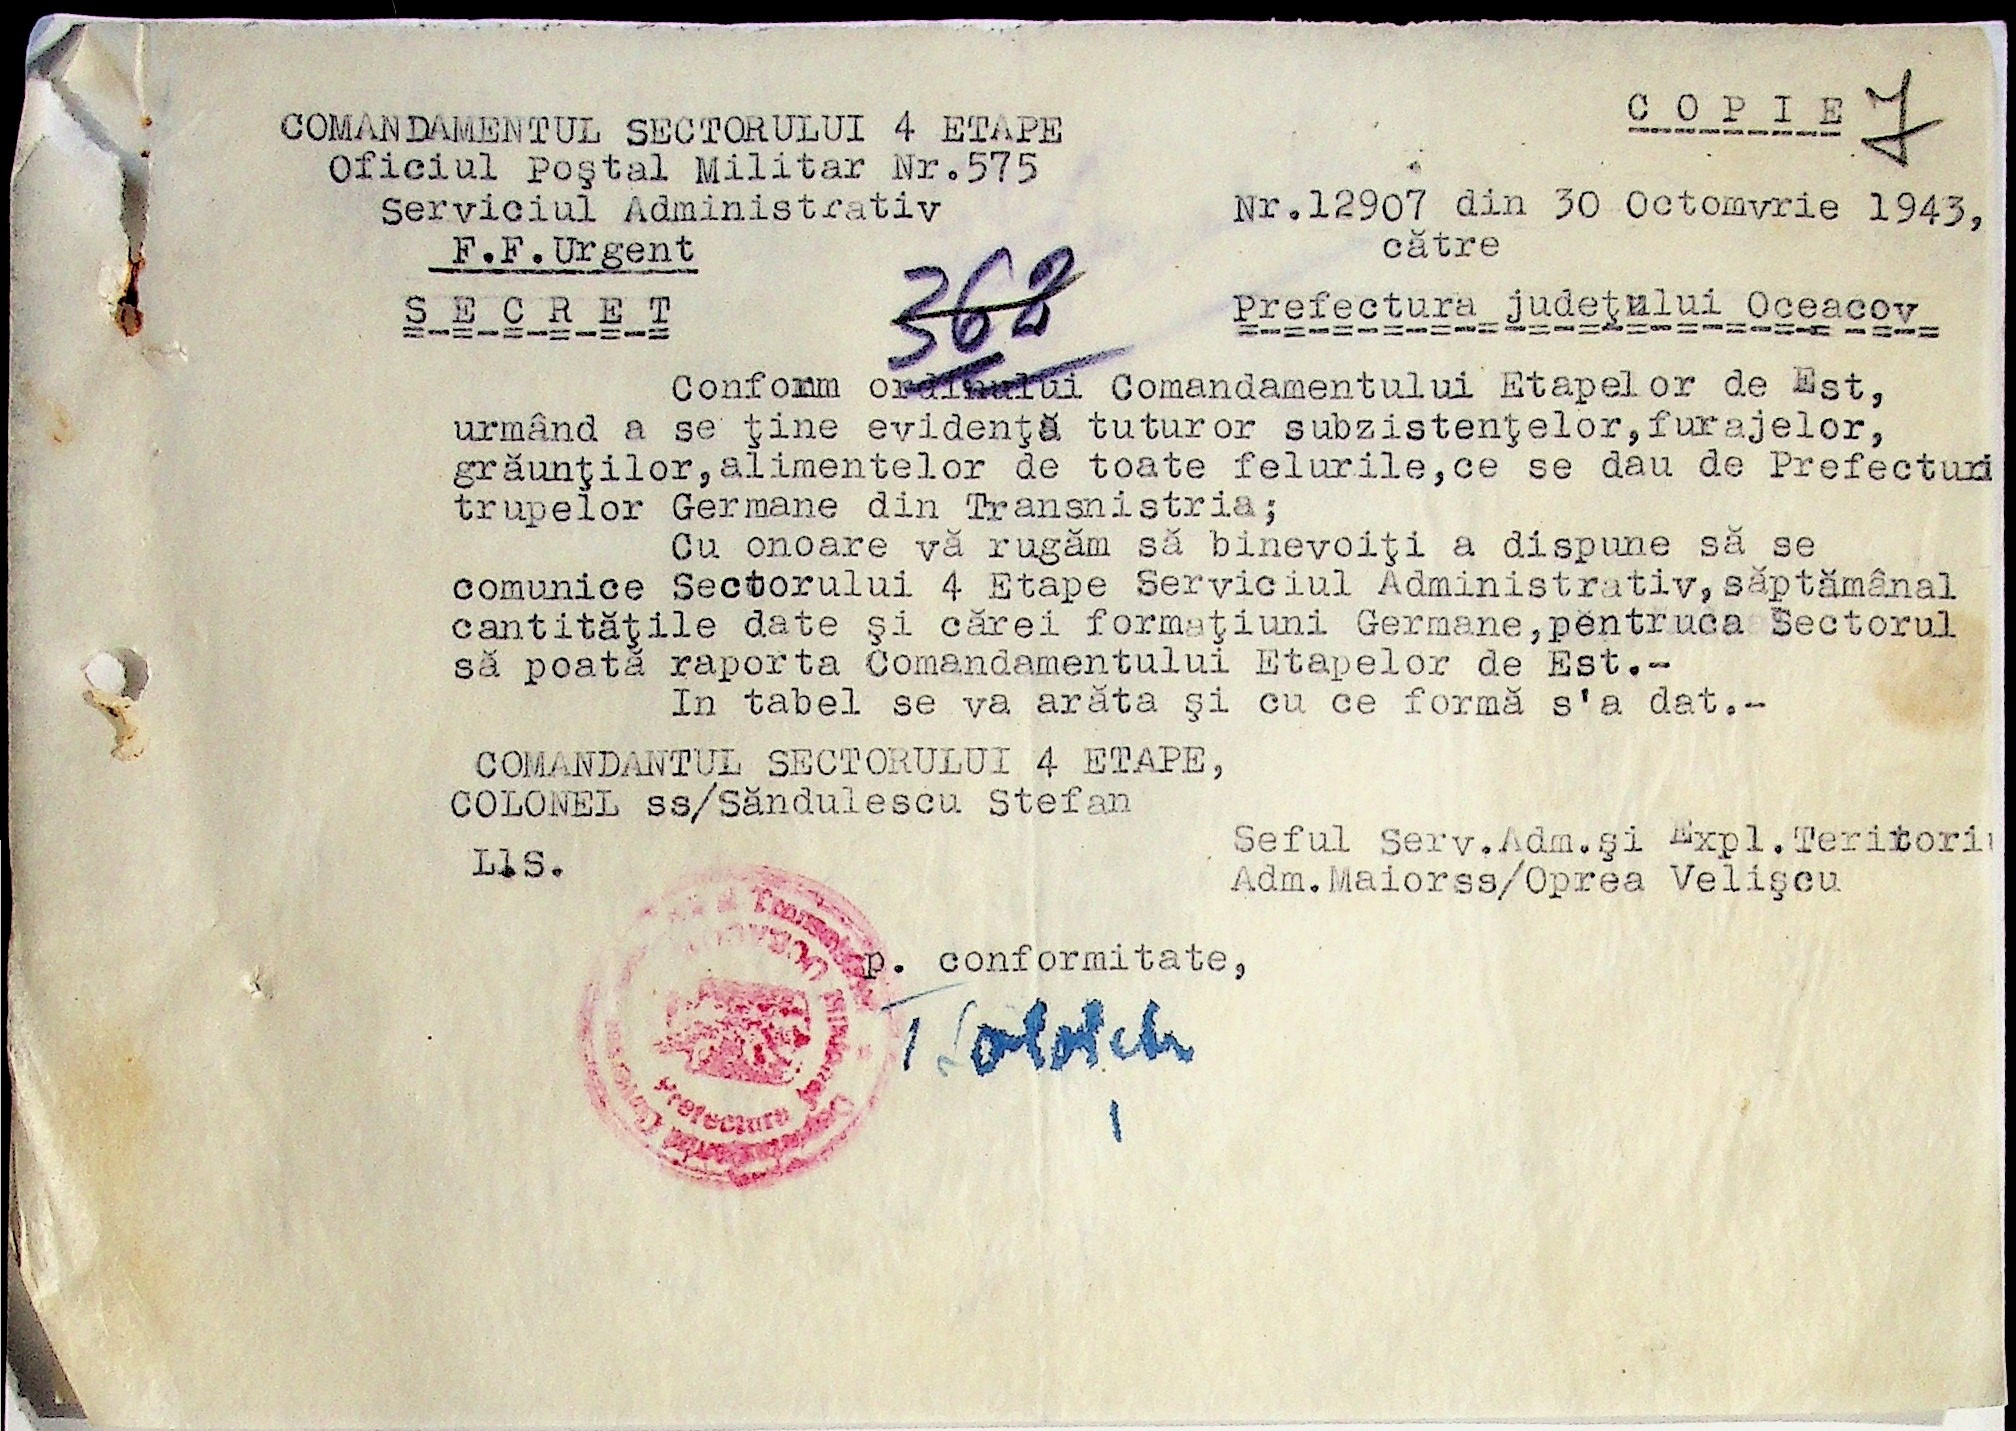 COPIE 7
COMANDAMENTUL SECTORULUI 4 ETAPE
Oficiul Poştal Militar Nr.575
Serviciul Administrativ
F.F.Urgent
SECRET
Nr.12907 din 30 Octomvrie 1943,
către
Prefectura judeţului Oceacov
362
Conform ordinului Comandamentului Etapelor de Est,
urmând a se ţine evidenţă tuturor subzistenţelor,furajelor,
grăunţilor,alimentelor de toate felurile,ce se dau de Prefecturi
trupelor Germane din Transnistria;
Cu onoare vă rugăm să binevoiţi a dispune să se
comunice Sectorului 4 Etape Serviciul Administrativ,săptămânal
cantităţile date şi cărei formaţiuni Germane,pentruca Sectorul
să poată raporta Comandamentului Etapelor de Est.-
In tabel se va arăta şi cu ce formă s'a dat.-
COMANDANTUL SECTORULUI 4 ETAPE,
COLONEL ss/Săndulescu Stefan
L.S.
Seful Serv.Adm.şi Expl.Teritori
Adm.Maiorss/Oprea Velişcu
p. conformitate,
Prefectura